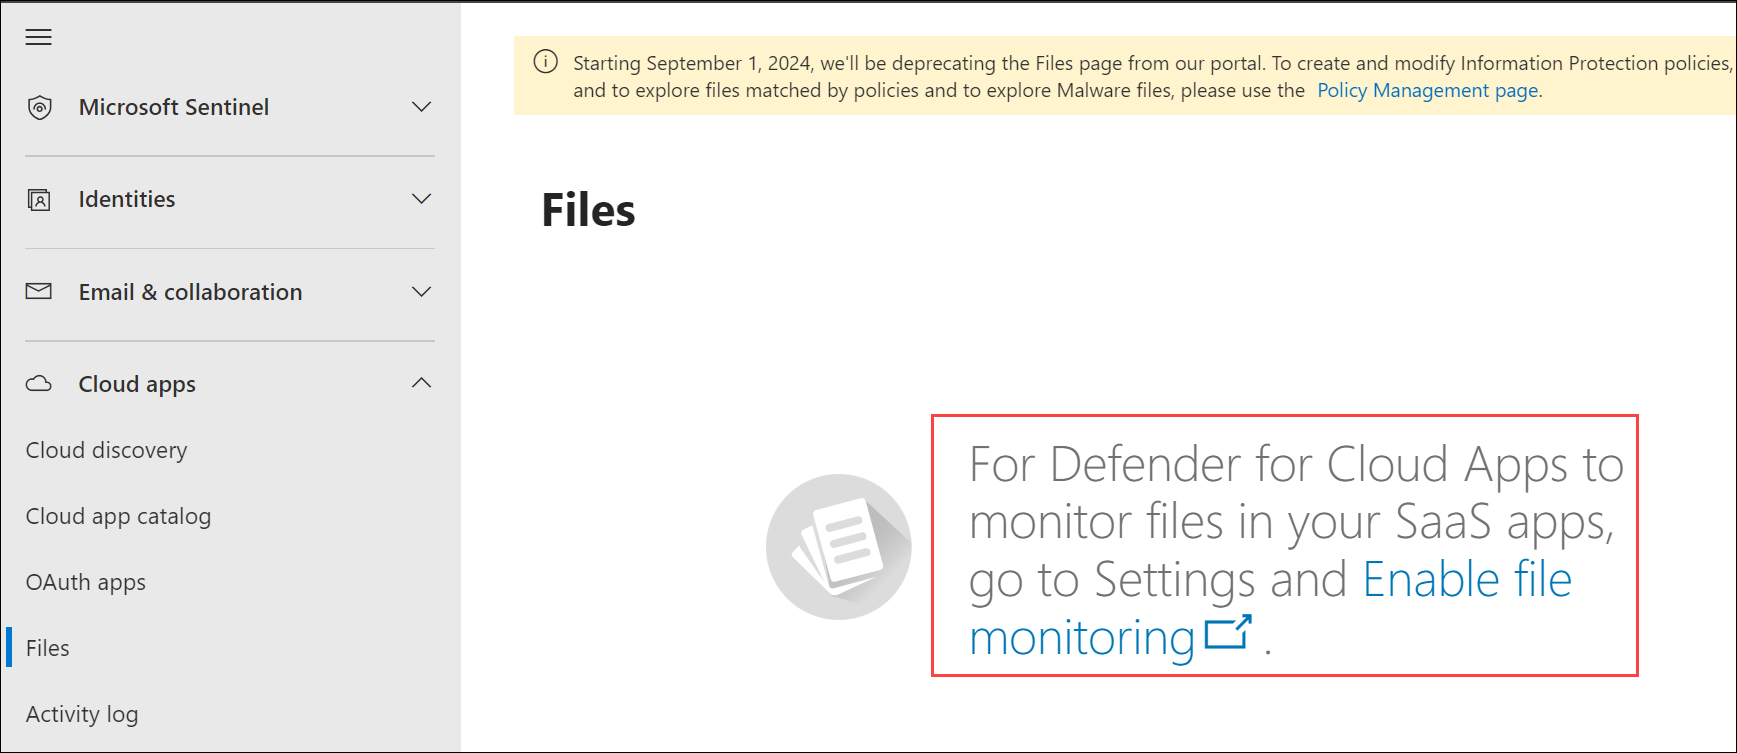 Microsoft Sentinel
Identities
Email & collaboration
Cloud apps
Cloud discovery
Cloud app catalog
OAuth apps
Files
Activity log
Starting September 1, 2024, we'll be deprecating the Files page from our portal. To create and modify Information Protection policies,
and to explore files matched by policies and to explore Malware files, please use the Policy Management page.
Files
For Defender for Cloud Apps to
monitor files in your SaaS apps,
go to Settings and Enable file
monitoring .